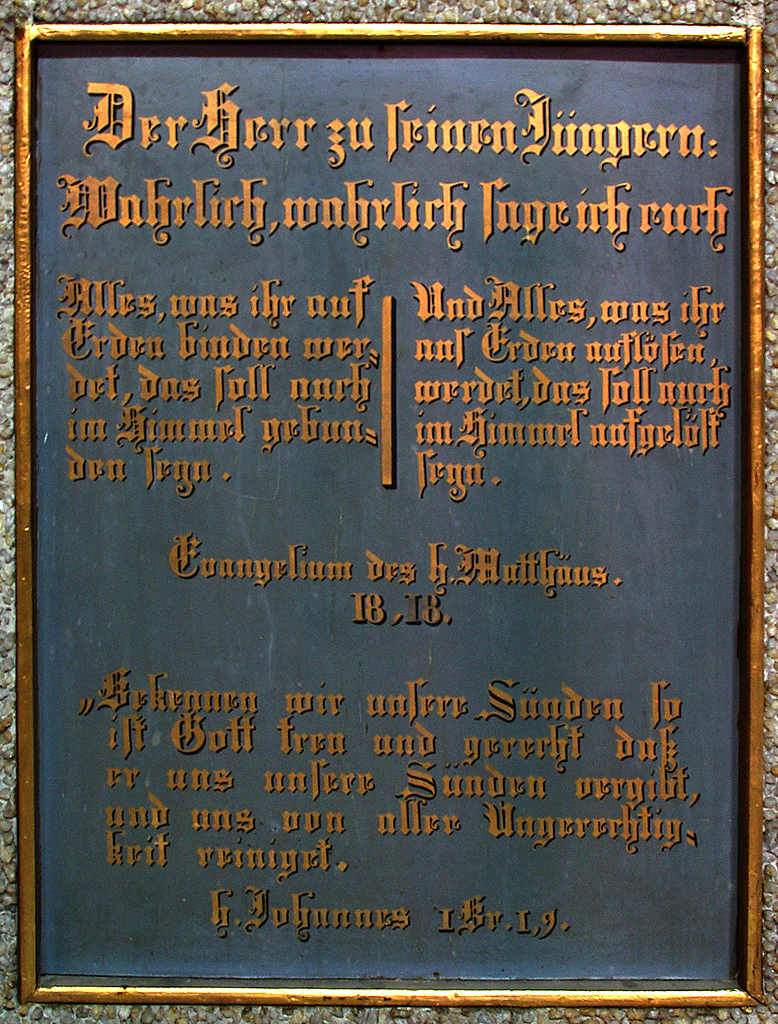 Der Herr zu seinen Jüngern:
Wahrlich, wahrlich sage ich euch
Alles, was ihr auf
Erden binden wer-
det, das soll auch
im Himmel gebun-
den seyn.
Und Alles, was ihr
auf Erden auflösen,
werdet, das soll auch
im Himmel aufgelöst
seyn.
Evangelium des h. Matthäus.
18, 18.
„Bekennen wir unsere Sünden so
ist Gott treu und gerecht daß
er uns unsere Sünden vergibt,
und uns von aller Ungerechtig-
keit reiniget.
h. Johannes 1 Br. 1,9.